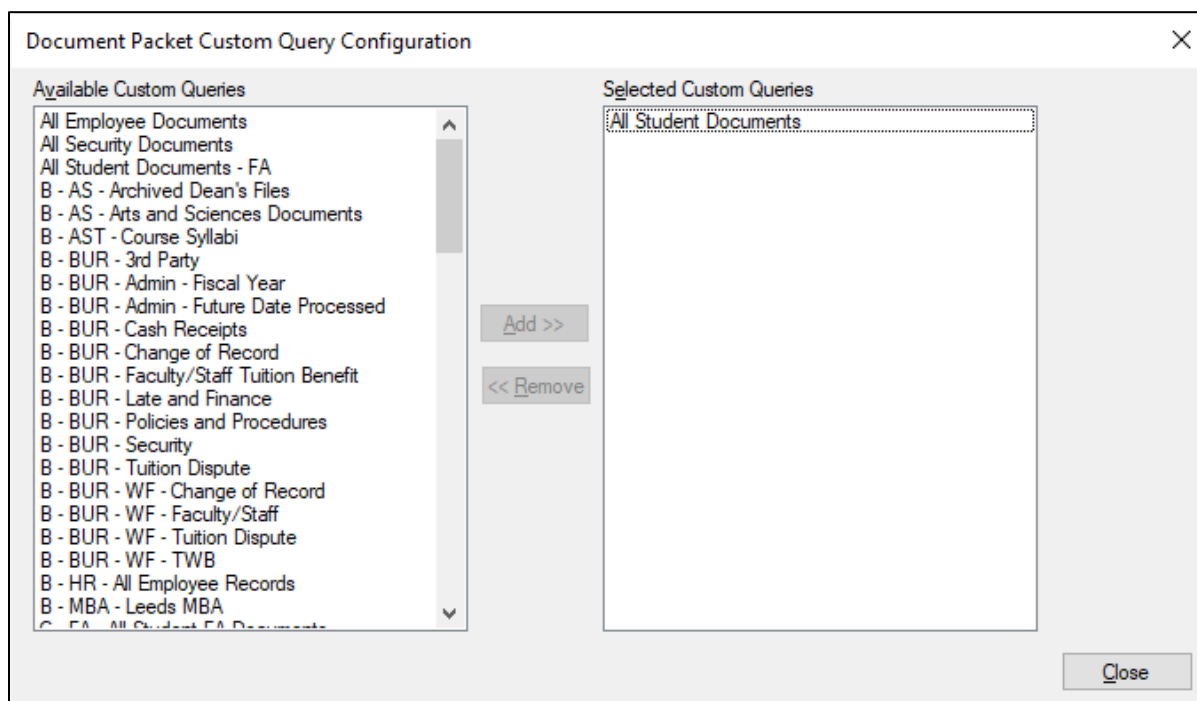 Document Packet Custom Query Configuration
Available Custom Queries
All Employee Documents
All Security Documents
All Student Documents - FA
B - AS - Archived Dean's Files
B - AS - Arts and Sciences Documents
B - AST - Course Syllabi
B - BUR - 3rd Party
B - BUR - Admin - Fiscal Year
B - BUR - Admin - Future Date Processed
B - BUR - Cash Receipts
B - BUR - Change of Record
B - BUR - Faculty/Staff Tuition Benefit
B - BUR - Late and Finance
B - BUR - Policies and Procedures
B - BUR - Security
B - BUR - Tuition Dispute
B - BUR - WF - Change of Record
B - BUR - WF - Faculty/Staff
B - BUR - WF - Tuition Dispute
B - BUR - WF - TWB
B - HR - All Employee Records
B - MBA - Leeds MBA
FA - All Student FA Documents
Add >>
<< Remove
Selected Custom Queries
All Student Documents
Close